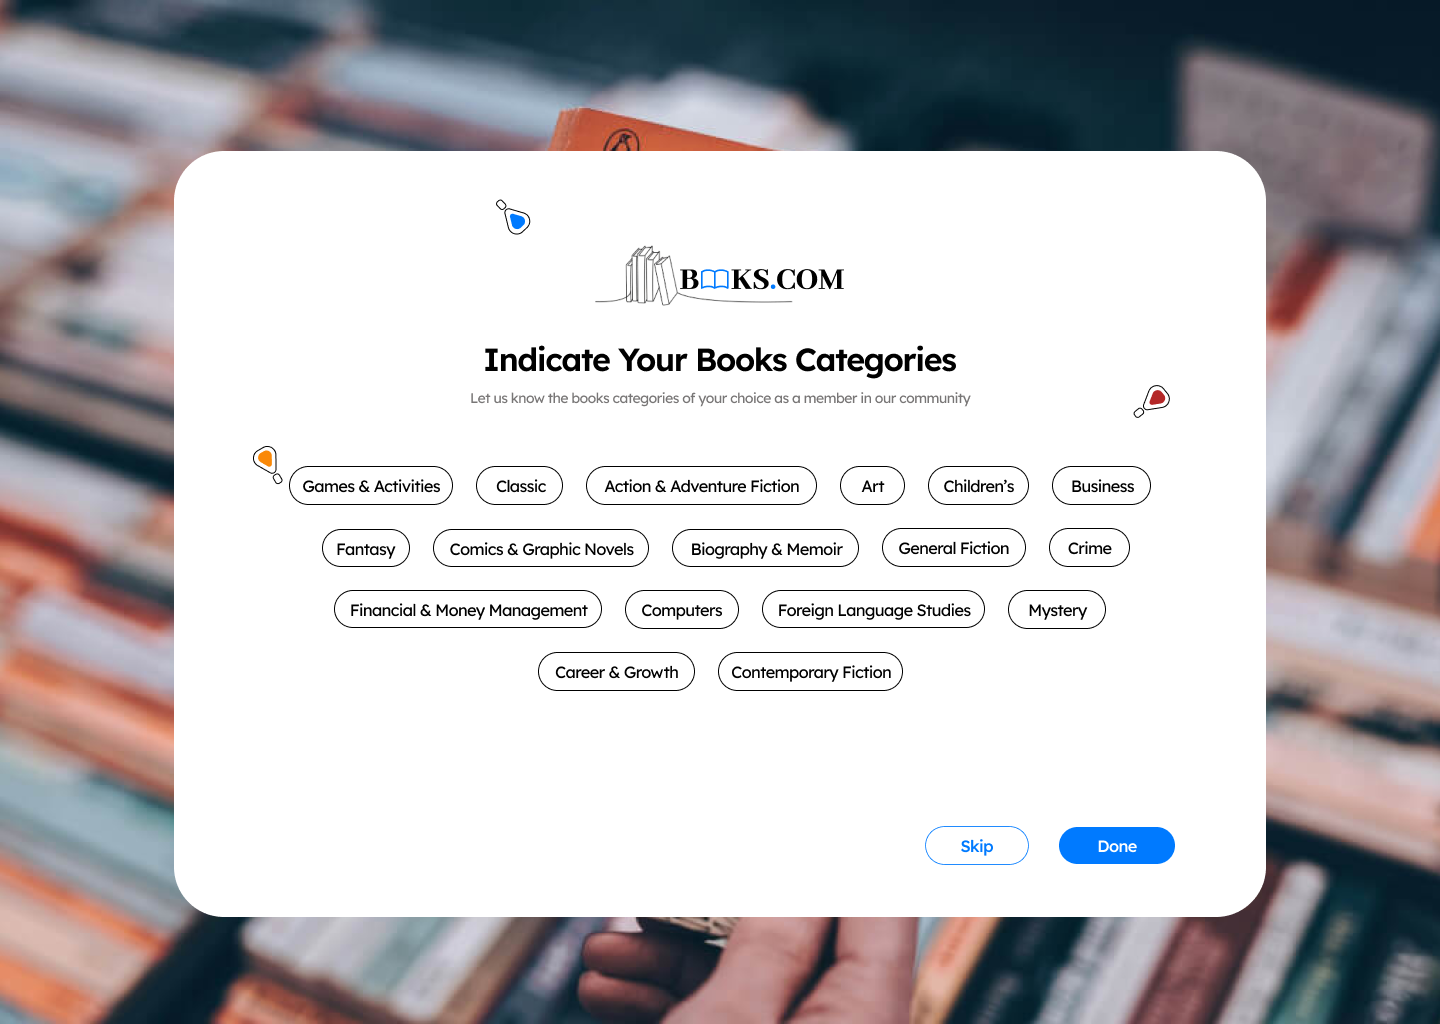 BOOKS.COM
Indicate Your Books Categories
Let us know the books categories of your choice as a member in our community
Games & Activities Classic Action & Adventure Fiction Art Children’s Business
Fantasy Comics & Graphic Novels Biography & Memoir General Fiction Crime
Financial & Money Management Computers Foreign Language Studies Mystery
Career & Growth Contemporary Fiction
Skip Done